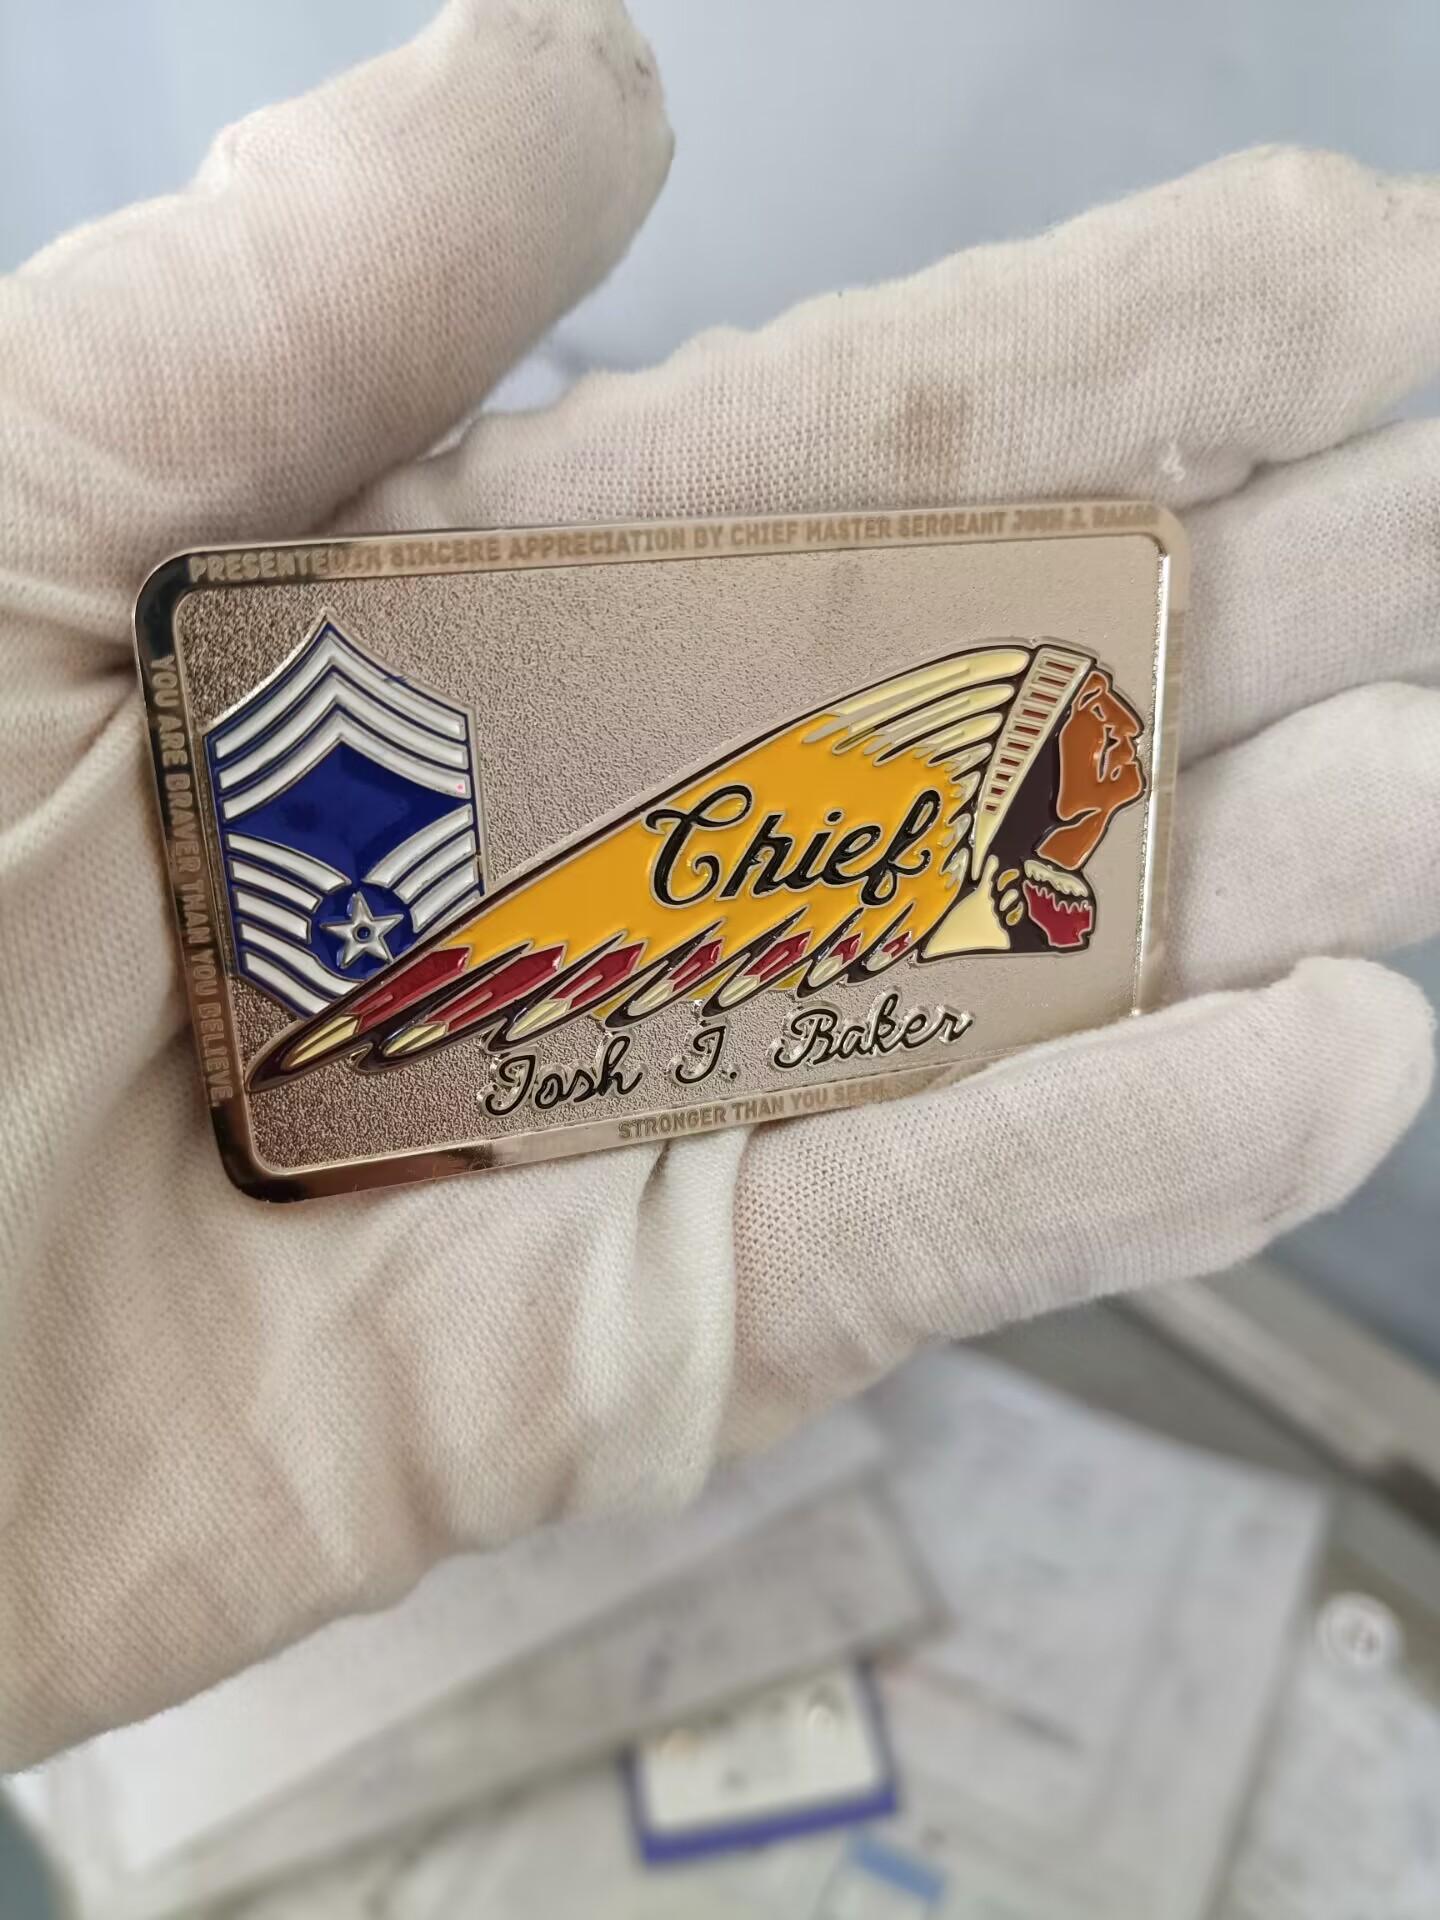 PRESENTED IN SINCERE APPRECIATION BY CHIEF MASTER SERGEANT JOSH J. BAKER
YOU ARE BRAVER THAN YOU BELIEVE
Chief
Josh J. Baker
STRONGER THAN YOU SEEM